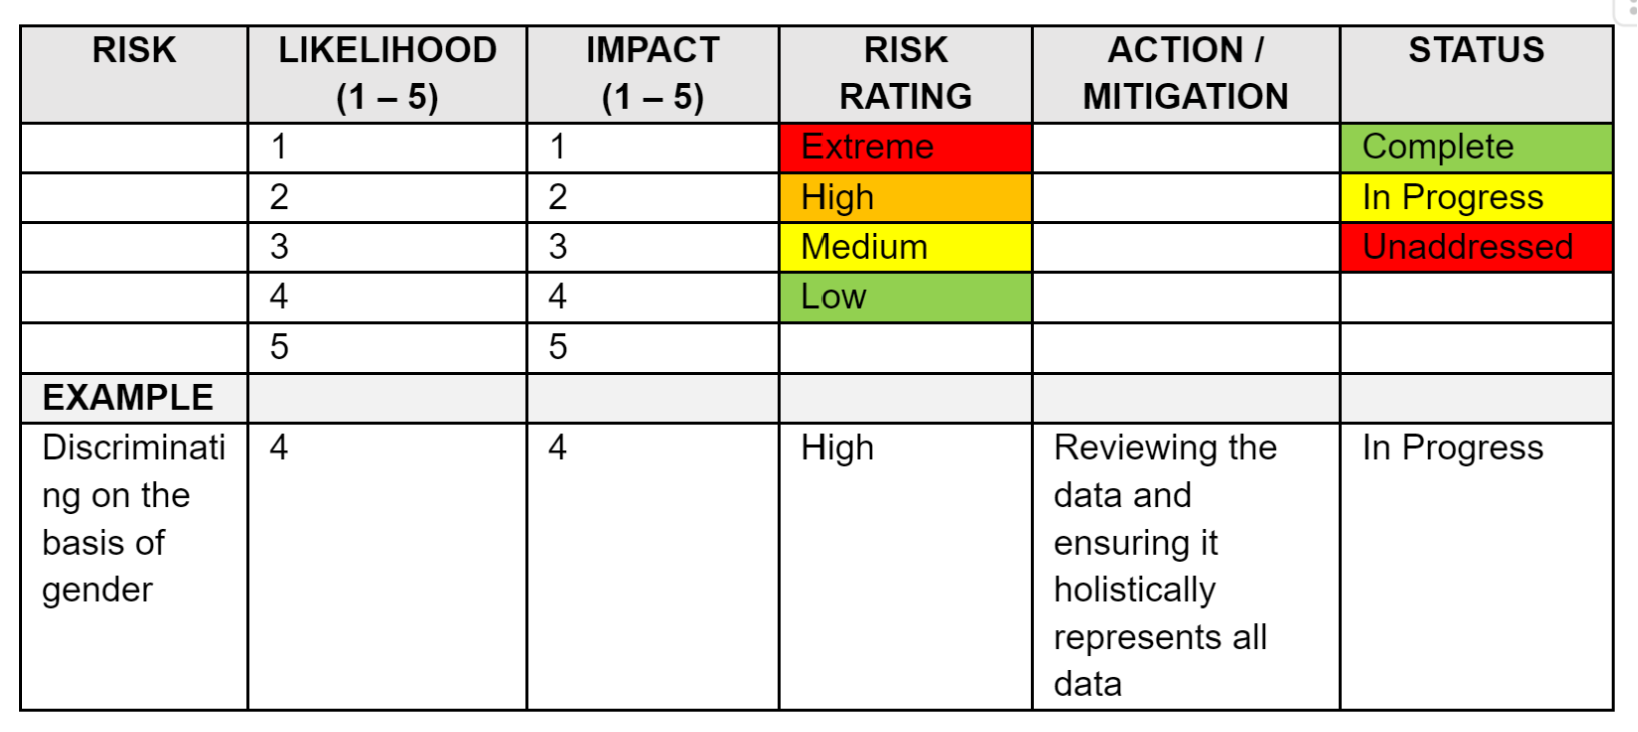 RISK LIKELIHOOD (1 – 5) IMPACT (1 – 5) RISK RATING ACTION / MITIGATION STATUS
1 1 Extreme Complete
2 2 High In Progress
3 3 Medium Unaddressed
4 4 Low
5 5
EXAMPLE
Discriminati 4 4 High Reviewing the In Progress
ng on the data and
basis of ensuring it
gender holistically
represents all
data